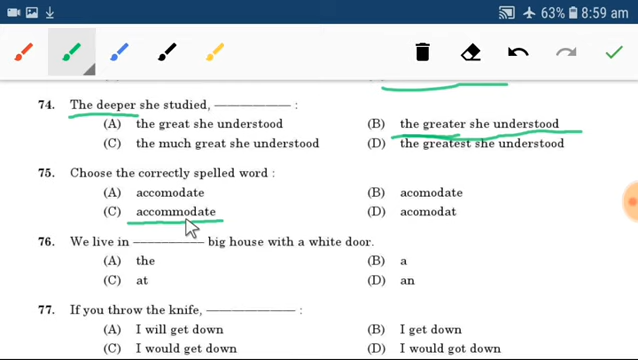 63% 8:59 am
74. The deeper she studied, ————— :
(A) the great she understood (B) the greater she understood
(C) the much great she understood (D) the greatest she understood
75. Choose the correctly spelled word :
(A) accomodate (B) acomodate
(C) accommodate (D) acomodat
76. We live in ————— big house with a white door.
(A) the (B) a
(C) at (D) an
77. If you throw the knife, ————— :
(A) I will get down (B) I get down
(C) I would get down (D) I would got down